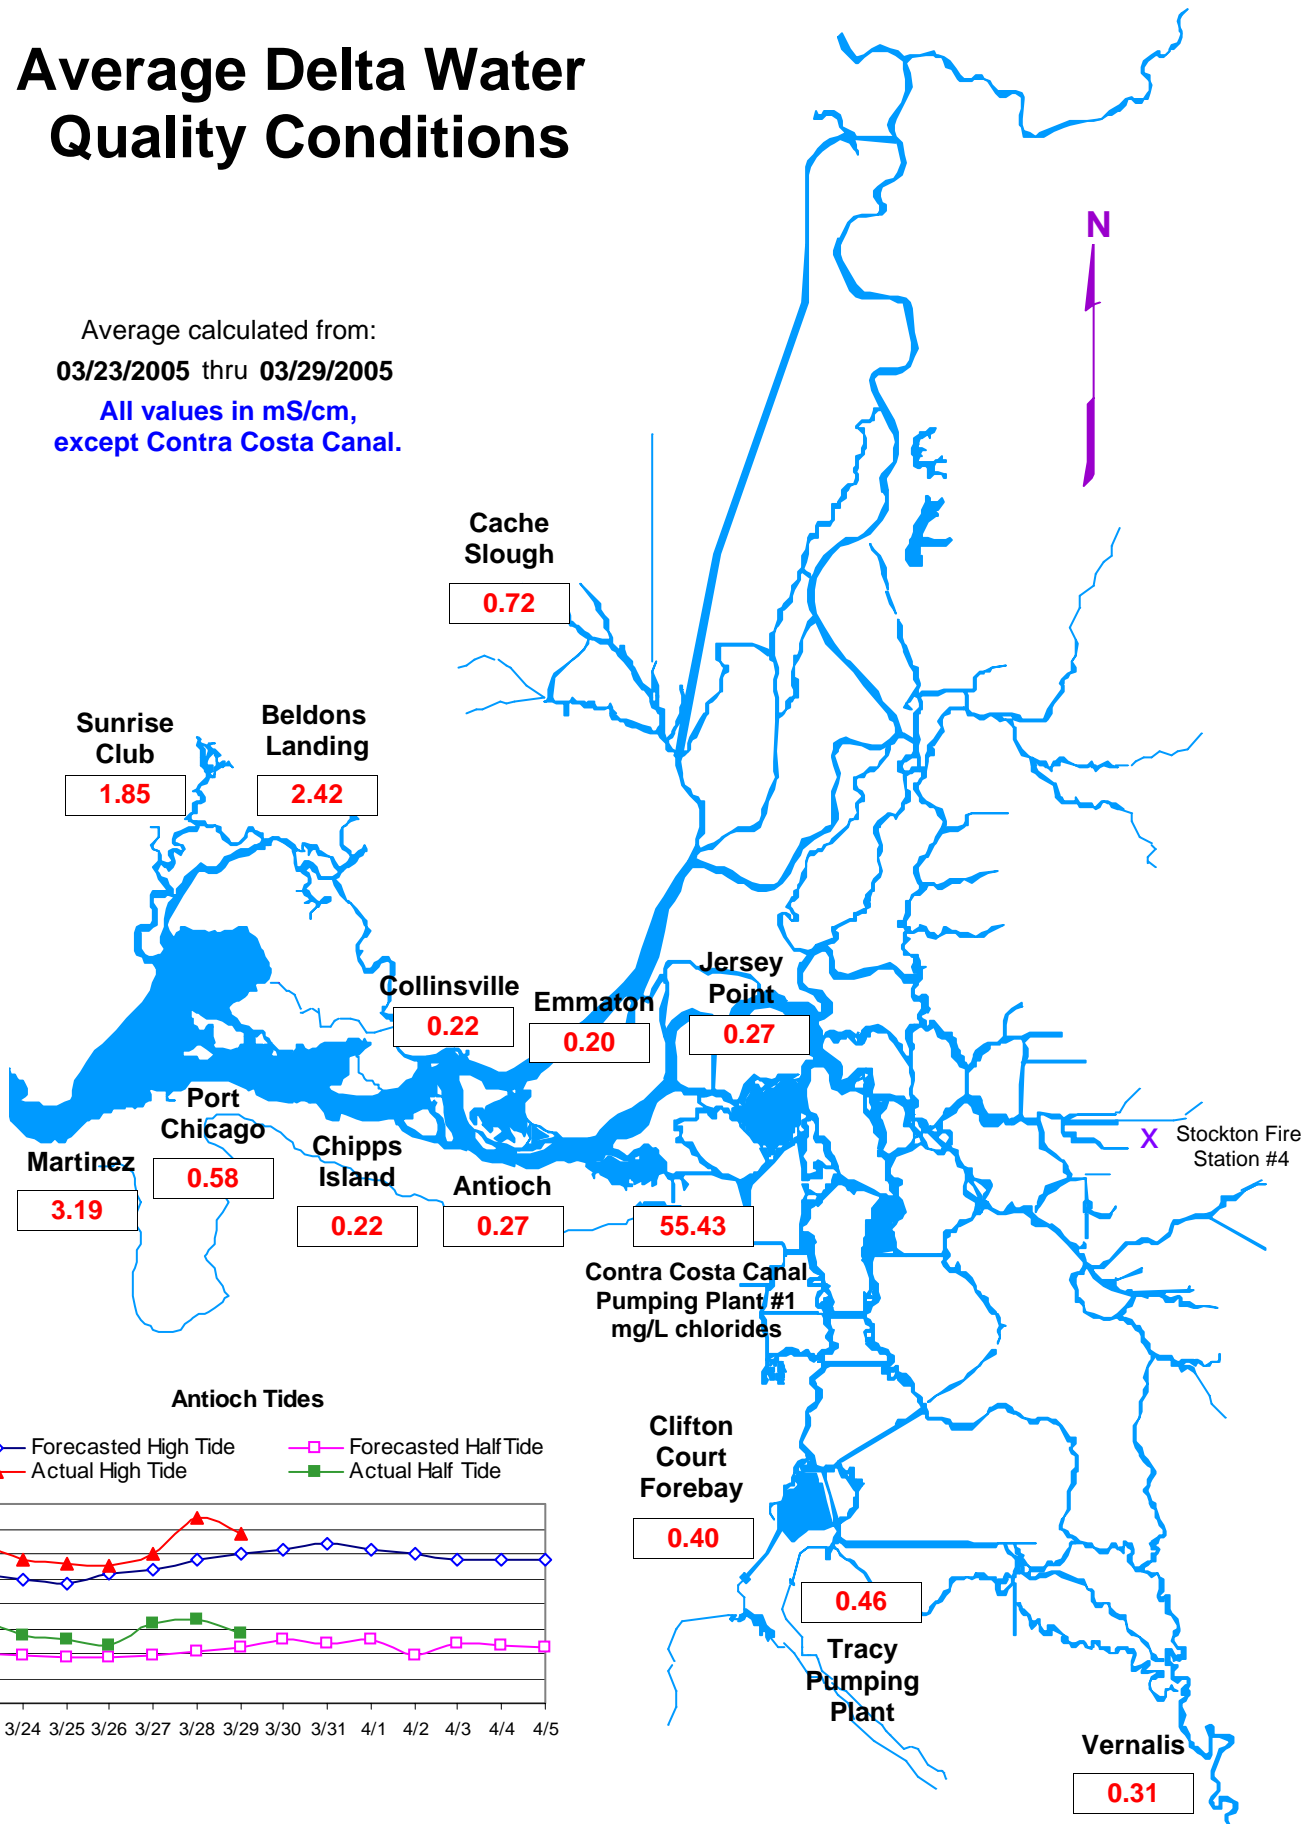 Average Delta Water
Quality Conditions
N
Average calculated from:
03/23/2005 thru 03/29/2005
All values in mS/cm,
except Contra Costa Canal.
Cache
Slough
0.72
Sunrise
Club
1.85
Beldons
Landing
2.42
Collinsville
0.22
Emmaton
0.20
Jersey
Point
0.27
Port
Chicago
0.58
Martinez
3.19
Chipps
Island
0.22
Antioch
0.27
55.43
Contra Costa Canal
Pumping Plant #1
mg/L chlorides
X
Stockton Fire
Station #4
Antioch Tides
Forecasted High Tide
Forecasted HalfTide
Actual High Tide
Actual Half Tide
3/24 3/25 3/26 3/27 3/28 3/29 3/30 3/31 4/1 4/2 4/3 4/4 4/5
Clifton
Court
Forebay
0.40
0.46
Tracy
Pumping
Plant
Vernalis
0.31